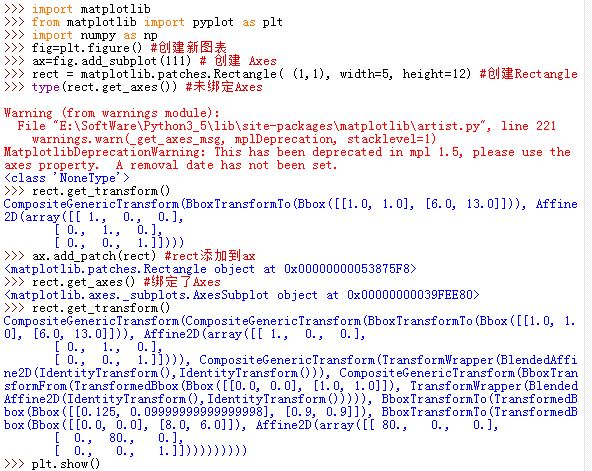 >>> import matplotlib
>>> from matplotlib import pyplot as plt
>>> import numpy as np
>>> fig=plt.figure() #创建新图表
>>> ax=fig.add_subplot(111) # 创建 Axes
>>> rect = matplotlib.patches.Rectangle( (1,1), width=5, height=12) #创建Rectangle
>>> type(rect.get_axes()) #未绑定Axes

Warning (from warnings module):
  File "E:\SoftWare\Python3_5\lib\site-packages\matplotlib\artist.py", line 221
    warnings.warn(_get_axes_msg, mplDeprecation, stacklevel=1)
MatplotlibDeprecationWarning: This has been deprecated in mpl 1.5, please use the
axes property.  A removal date has not been set.
<class 'NoneType'>
>>> rect.get_transform()
CompositeGenericTransform(BboxTransformTo(Bbox([[1.0, 1.0], [6.0, 13.0]])), Affine
2D(array([[ 1.,  0.,  0.],
       [ 0.,  1.,  0.],
       [ 0.,  0.,  1.]])))
>>> ax.add_patch(rect) #rect添加到ax
<matplotlib.patches.Rectangle object at 0x00000000053875F8>
>>> rect.get_axes() #绑定了Axes
<matplotlib.axes._subplots.AxesSubplot object at 0x00000000039FEE80>
>>> rect.get_transform()
CompositeGenericTransform(CompositeGenericTransform(BboxTransformTo(Bbox([[1.0, 1.
0], [6.0, 13.0]])), Affine2D(array([[ 1.,  0.,  0.],
       [ 0.,  1.,  0.],
       [ 0.,  0.,  1.]]))), CompositeGenericTransform(TransformWrapper(BlendedAffi
ne2D(IdentityTransform(),IdentityTransform())), CompositeGenericTransform(BboxTran
sformFrom(TransformedBbox(Bbox([[0.0, 0.0], [1.0, 1.0]]), TransformWrapper(Blended
Affine2D(IdentityTransform(),IdentityTransform())))), BboxTransformTo(TransformedB
box(Bbox([[0.125, 0.09999999999999998], [0.9, 0.9]]), BboxTransformTo(TransformedB
box(Bbox([[0.0, 0.0], [8.0, 6.0]]), Affine2D(array([[ 80.,   0.,   0.],
       [  0.,  80.,   0.],
       [  0.,   0.,   1.]])))))))))
>>> plt.show()